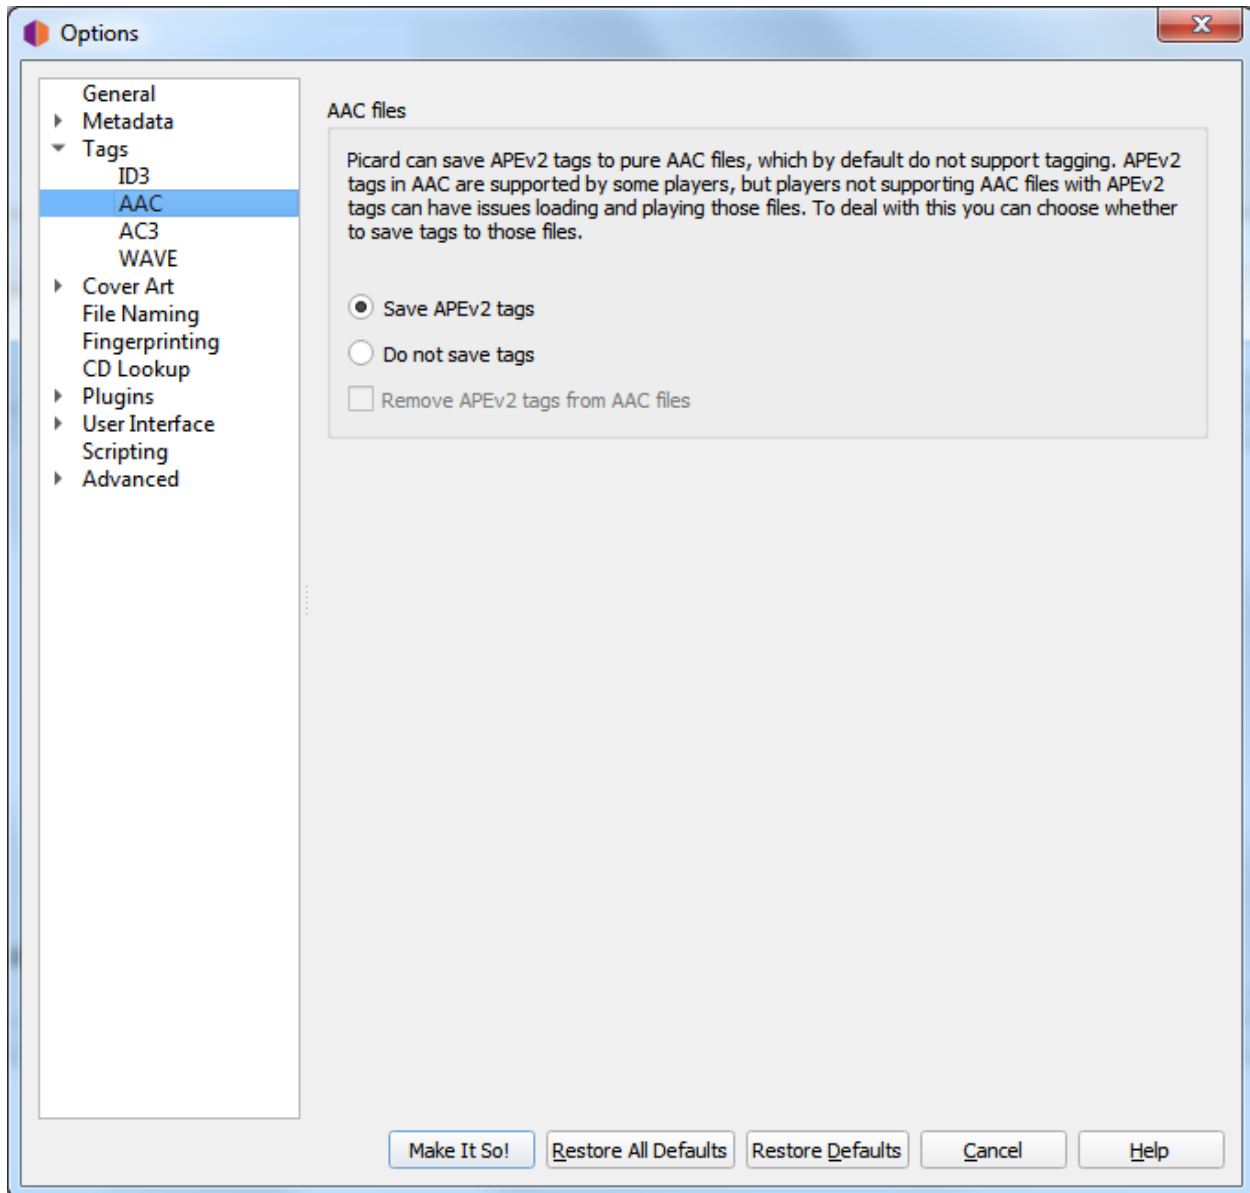 Options
General
Metadata
Tags
ID3
AAC
AC3
WAVE
Cover Art
File Naming
Fingerprinting
CD Lookup
Plugins
User Interface
Scripting
Advanced
AAC files
Picard can save APEv2 tags to pure AAC files, which by default do not support tagging. APEv2
tags in AAC are supported by some players, but players not supporting AAC files with APEv2
tags can have issues loading and playing those files. To deal with this you can choose whether
to save tags to those files.
Save APEv2 tags
Do not save tags
Remove APEv2 tags from AAC files
Make It So!
Restore All Defaults
Restore Defaults
Cancel
Help